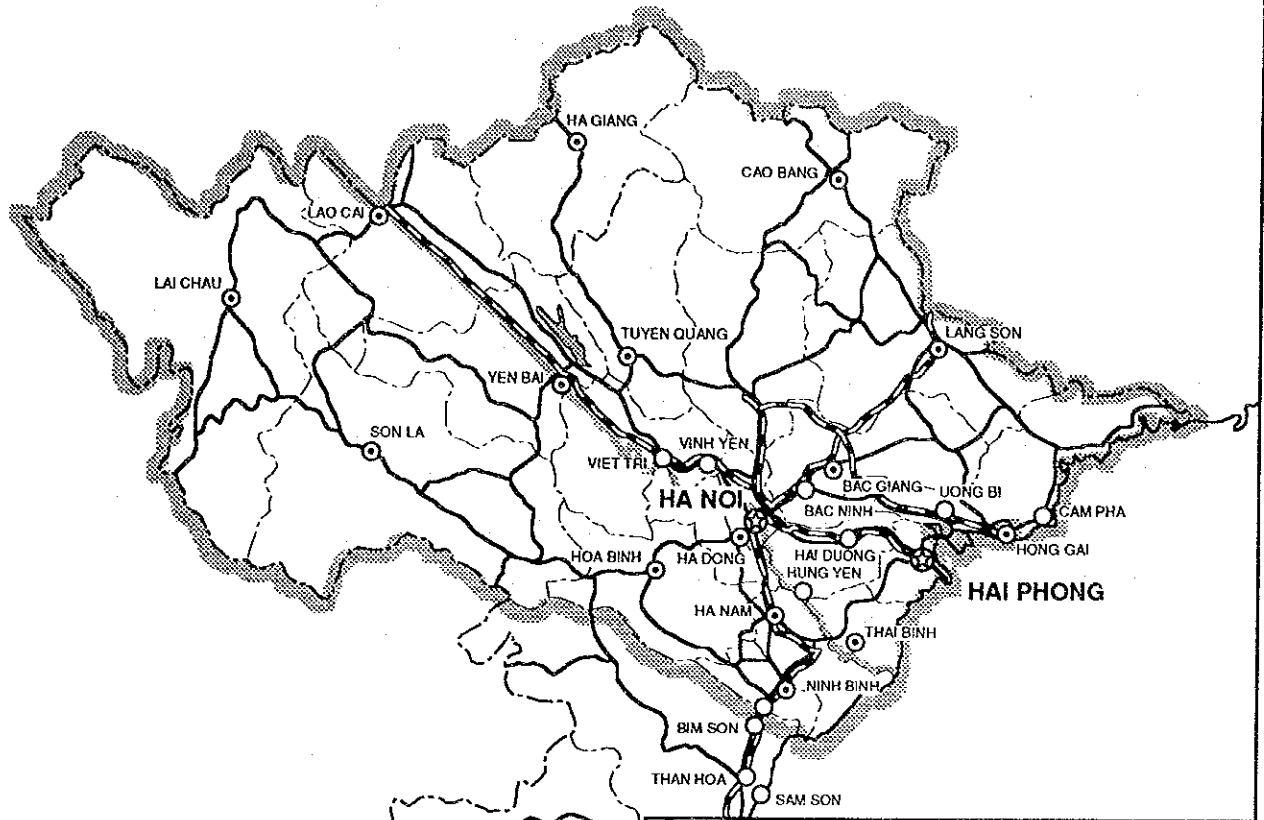 HA GIANG
CAO BANG
LAO CAI
LAI CHAU
TUYEN QUANG
LANG SON
YEN BAI
SON LA
VINH YEN
VIET TRI
BAC GIANG
HA NOI
UONG BI
BAC NINH
CAM PHA
HONG GAI
HOA BINH
HA DONG
HAI DUONG
HUNG YEN
HAI PHONG
HA NAM
THAI BINH
NINH BINH
BIM SON
THAN HOA
SAM SON